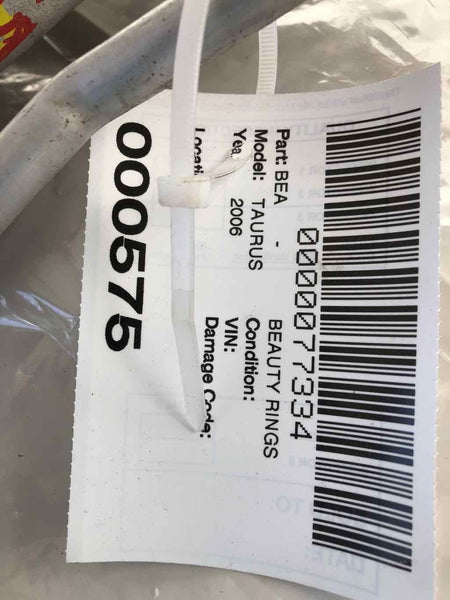 0000077334
Part: BEA - BEAUTY RINGS
Model: TAURUS Condition:
Year: 2006 VIN:
Locati Damage Code:
000575